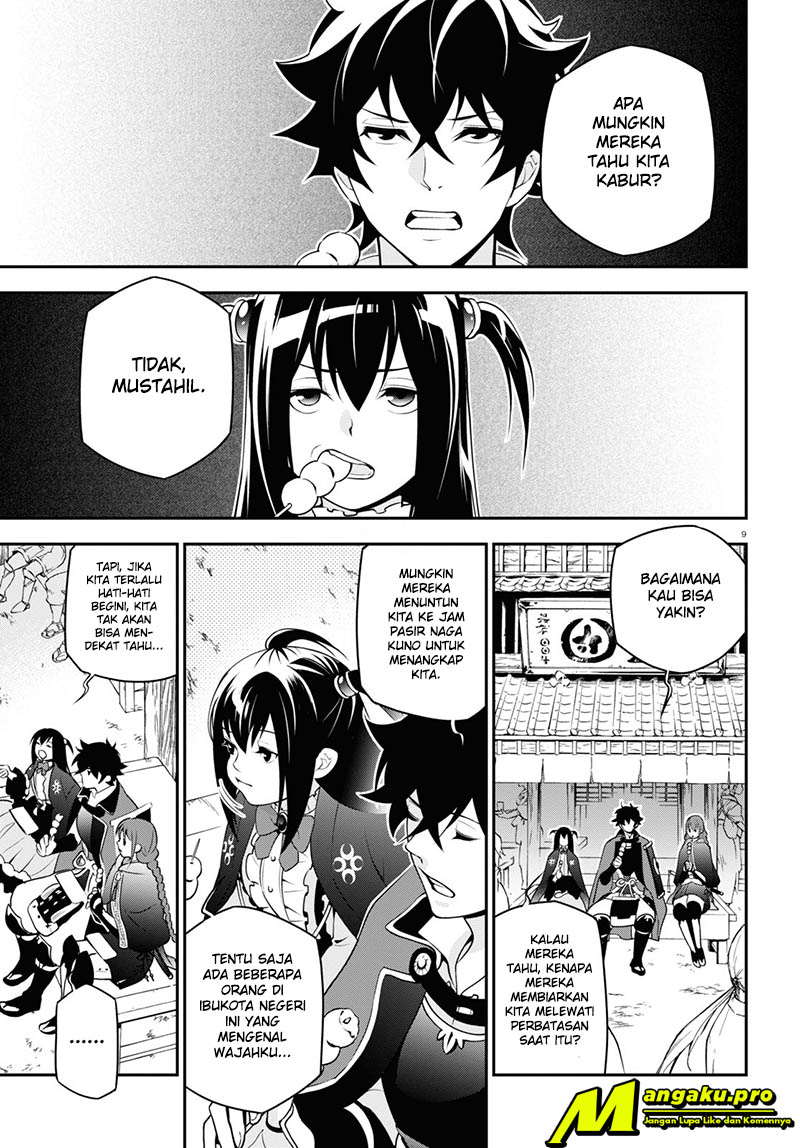 APA
MUNGKIN
MEREKA
TAHU KITA
KABUR?
TIDAK,
MUSTAHIL.
9
BAGAIMANA
KAU BISA
YAKIN?
KALAU
MEREKA
TAHU, KENAPA
MEREKA
MEMBIARKAN
KITA MELEWATI
PERBATASAN
SAAT ITU?
MUNGKIN
MEREKA
MENUNTUN
KITA KE JAM
PASIR NAGA
KUNO UNTUK
MENANGKAP
KITA.
TENTU SAJA
ADA BEBERAPA
ORANG DI
IBUKOTA NEGERI
INI YANG
MENGENAL
WAJAHKU...
TAPI, JIKA
KITA TERLALU
HATI-HATI
BEGINI, KITA
TAK AKAN
BISA MEN-
DEKAT TAHU...
......
Mangaku.pro
Jangan Lupa Like dan Komennya